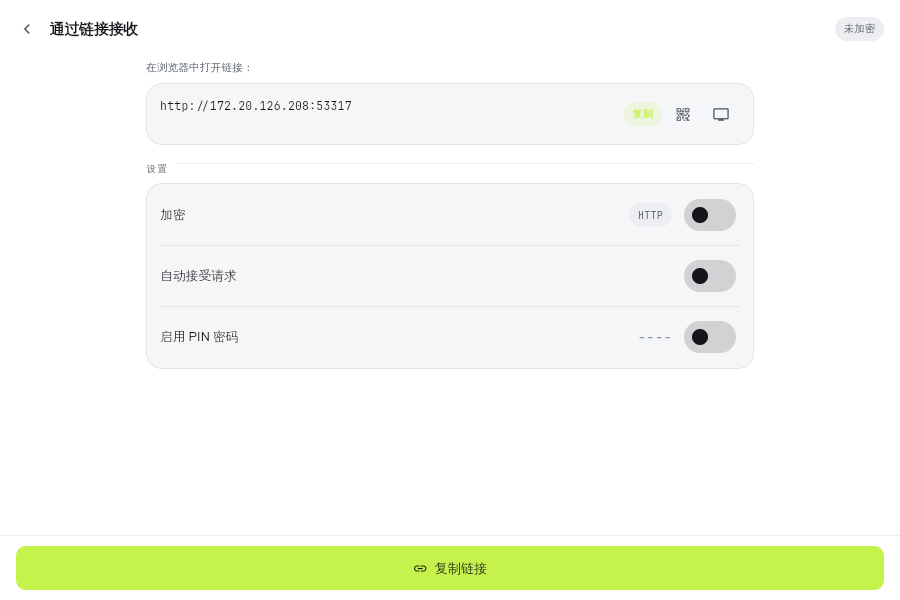 通过链接接收
未加密
在浏览器中打开链接：
http://172.20.126.208:53317
复制
设置
加密
HTTP
自动接受请求
启用 PIN 密码
----
复制链接